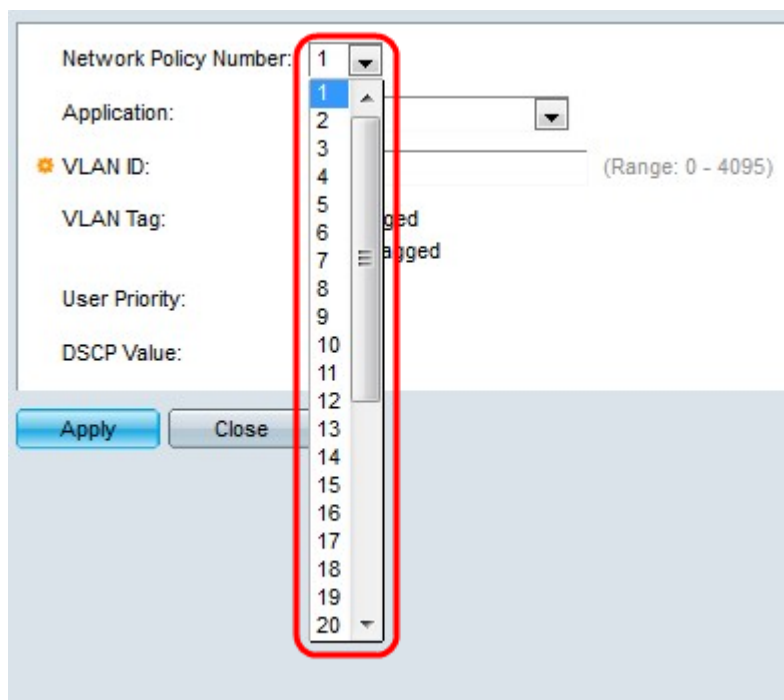 Network Policy Number: 1
1
Application:
2
3
VLAN ID: (Range: 0 - 4095)
4
5
VLAN Tag:
6
7
8
User Priority:
9
10
DSCP Value:
11
12
Apply Close 13
14
15
16
17
18
19
20